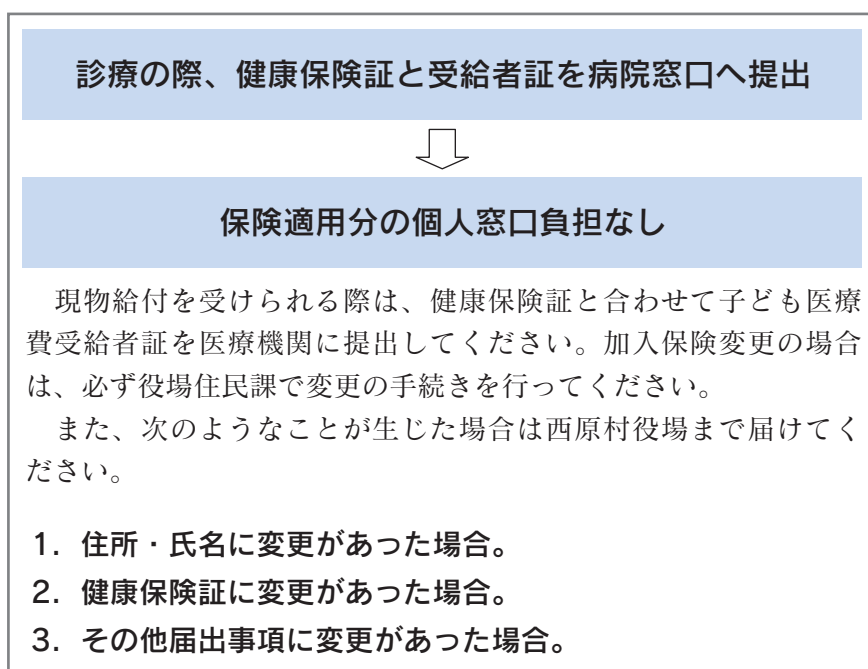 診療の際、健康保険証と受給者証を病院窓口へ提出
保険適用分の個人窓口負担なし
現物給付を受けられる際は、健康保険証と合わせて子ども医療
費受給者証を医療機関に提出してください。加入保険変更の場合
は、必ず役場住民課で変更の手続きを行ってください。
また、次のようなことが生じた場合は西原村役場まで届けてく
ださい。
1．住所・氏名に変更があった場合。
2．健康保険証に変更があった場合。
3．その他届出事項に変更があった場合。